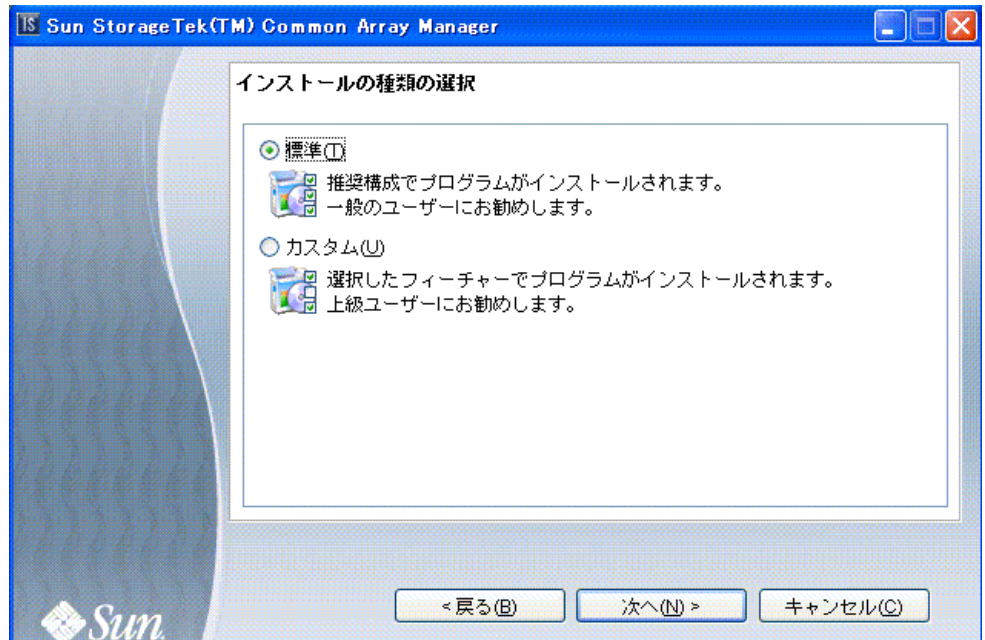 Sun StorageTek(TM) Common Array Manager
インストールの種類の選択
標準(T)
推奨構成でプログラムがインストールされます。
一般のユーザーにお勧めします。
カスタム(U)
選択したフィーチャーでプログラムがインストールされます。
上級ユーザーにお勧めします。
< 戻る(B)
次へ(N) >
キャンセル(C)
Sun